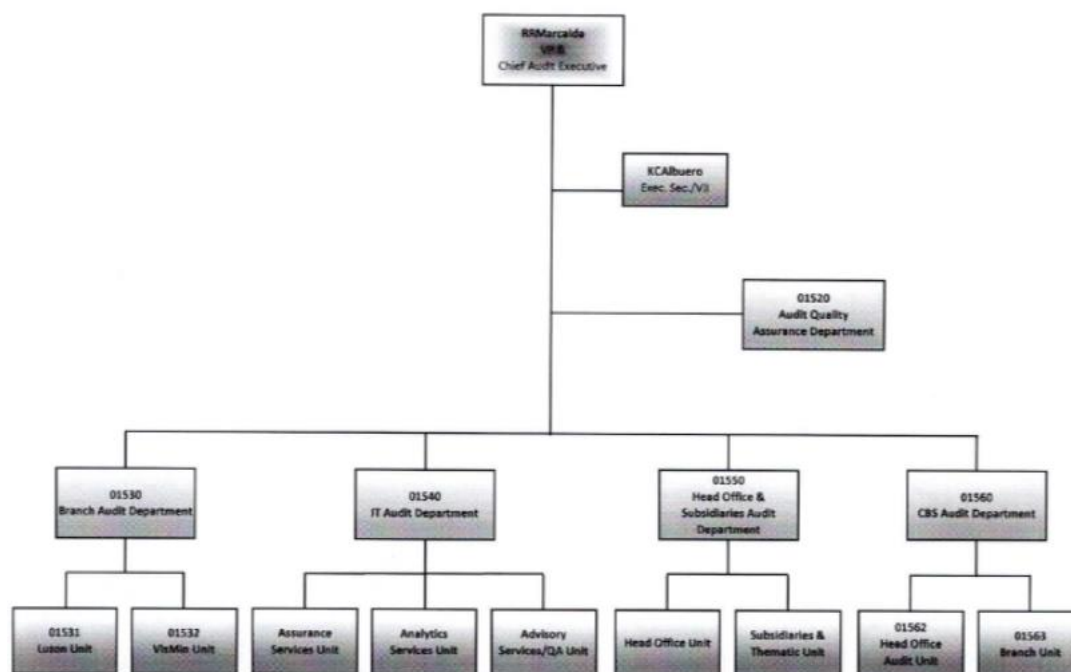 RRMarcaida
VP/
Chief Audit Executive
KCAlbuero
Exec. Sec./VII
01520
Audit Quality
Assurance Department
01530
Branch Audit Department
01540
IT Audit Department
01550
Head Office &
Subsidiaries Audit
Department
01560
CBS Audit Department
01531
Luzon Unit
01532
VisMin Unit
Assurance
Services Unit
Analytics
Services Unit
Advisory
Services/QA Unit
Head Office Unit
Subsidiaries &
Thematic Unit
01562
Head Office
Audit Unit
01563
Branch Unit